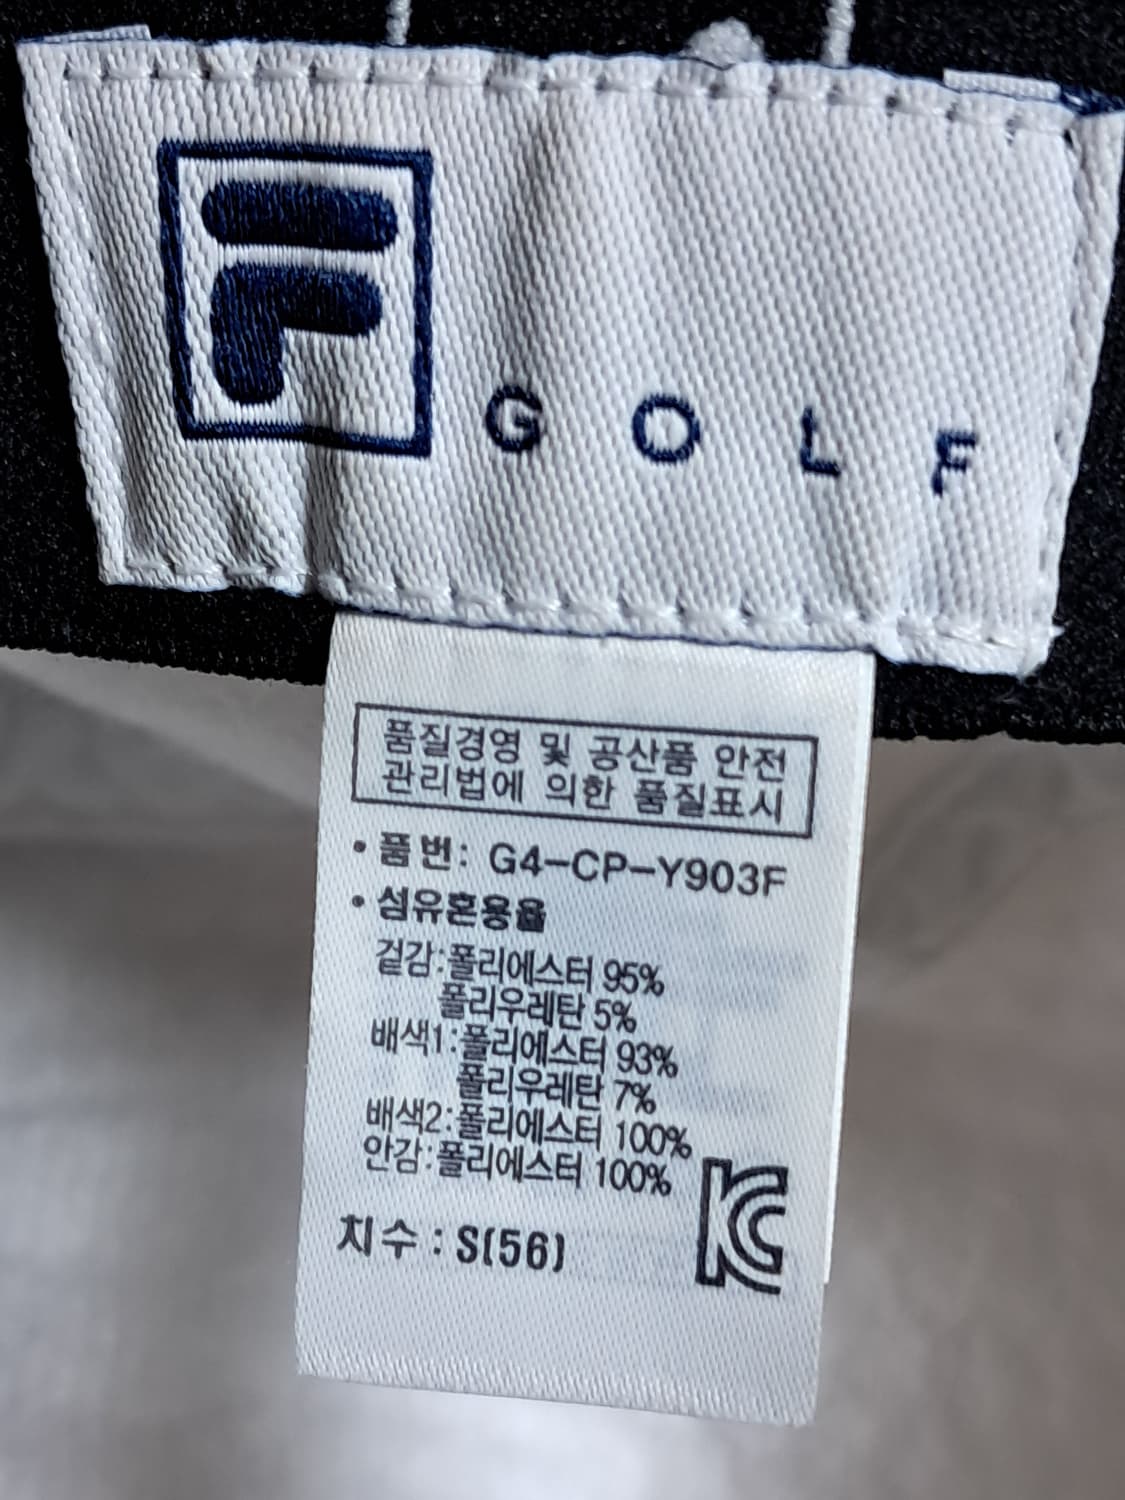 F
GOLF
품질경영 및 공산품 안전
관리법에 의한 품질표시
• 품번: G4-CP-Y903F
• 섬유혼용율
겉감:폴리에스터 95%
폴리우레탄 5%
배색1:폴리에스터 93%
폴리우레탄 7%
배색2:폴리에스터 100%
안감:폴리에스터 100%
치수 : S(56)
KC